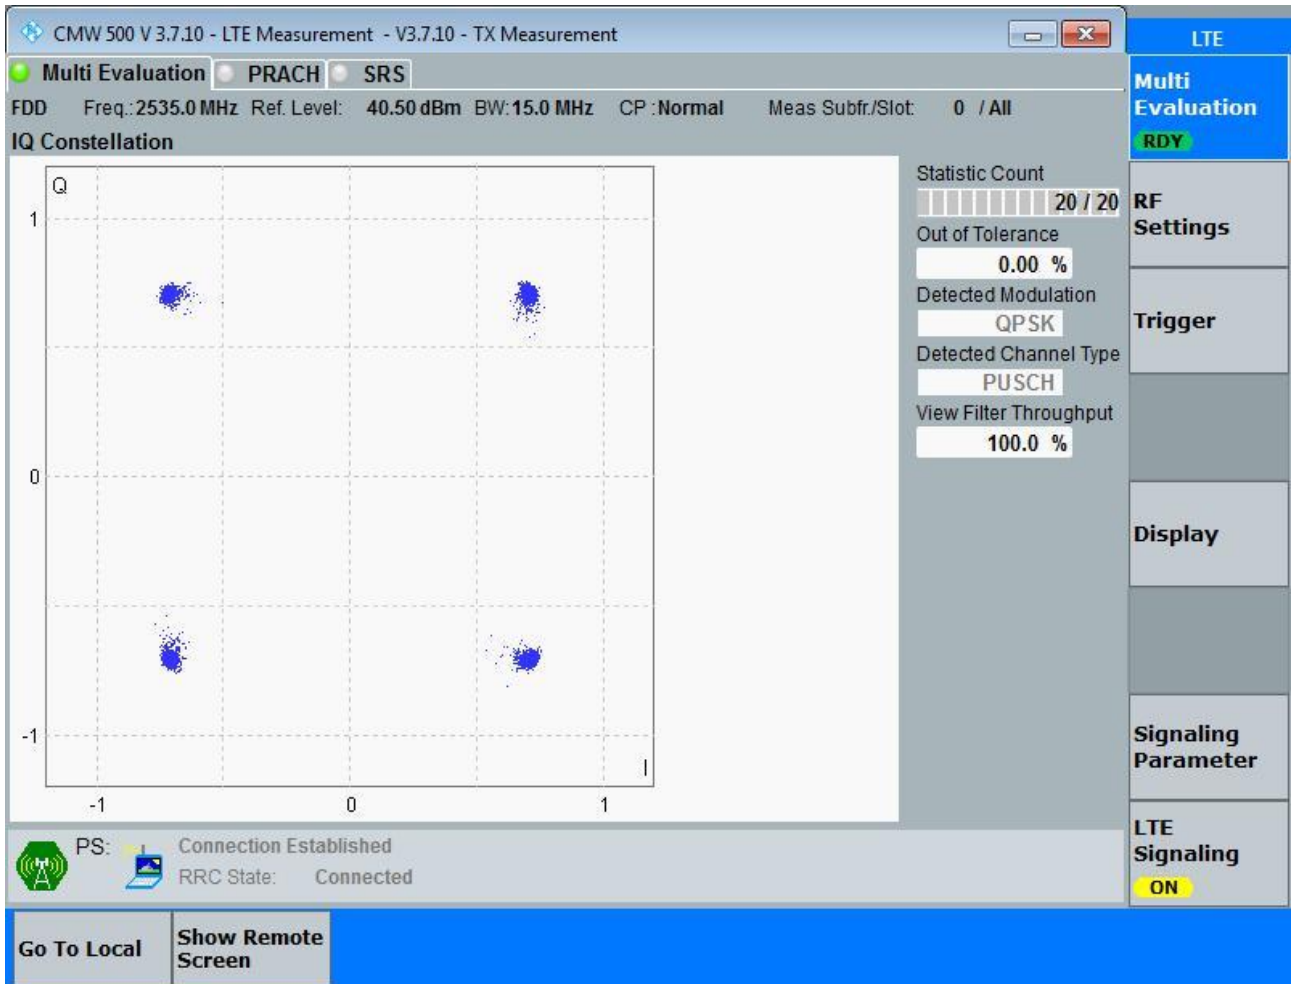 CMW 500 V 3.7.10 - LTE Measurement - V3.7.10 - TX Measurement
LTE
Multi Evaluation PRACH SRS
FDD Freq.: 2535.0 MHz Ref. Level: 40.50 dBm BW: 15.0 MHz CP : Normal Meas Subfr./Slot: 0 / All
IQ Constellation
Q
1
0
-1
I
-1 0 1
Statistic Count
20 / 20
Out of Tolerance
0.00 %
Detected Modulation
QPSK
Detected Channel Type
PUSCH
View Filter Throughput
100.0 %
Multi
Evaluation
RDY
RF
Settings
Trigger
Display
Signaling
Parameter
LTE
Signaling
ON
PS: Connection Established
RRC State: Connected
Go To Local
Show Remote
Screen